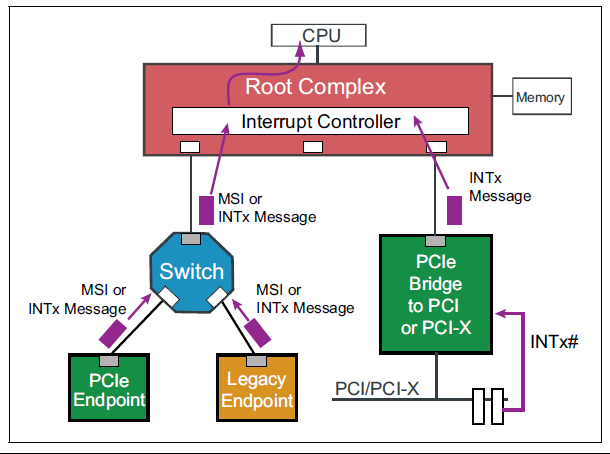 CPU
Root Complex
Memory
Interrupt Controller
MSI or
INTx Message
INTx
Message
Switch
PCIe
Bridge
to PCI
or PCI-X
MSI or
INTx Message
MSI or
INTx Message
INTx#
PCIe
Endpoint
Legacy
Endpoint
PCI/PCI-X